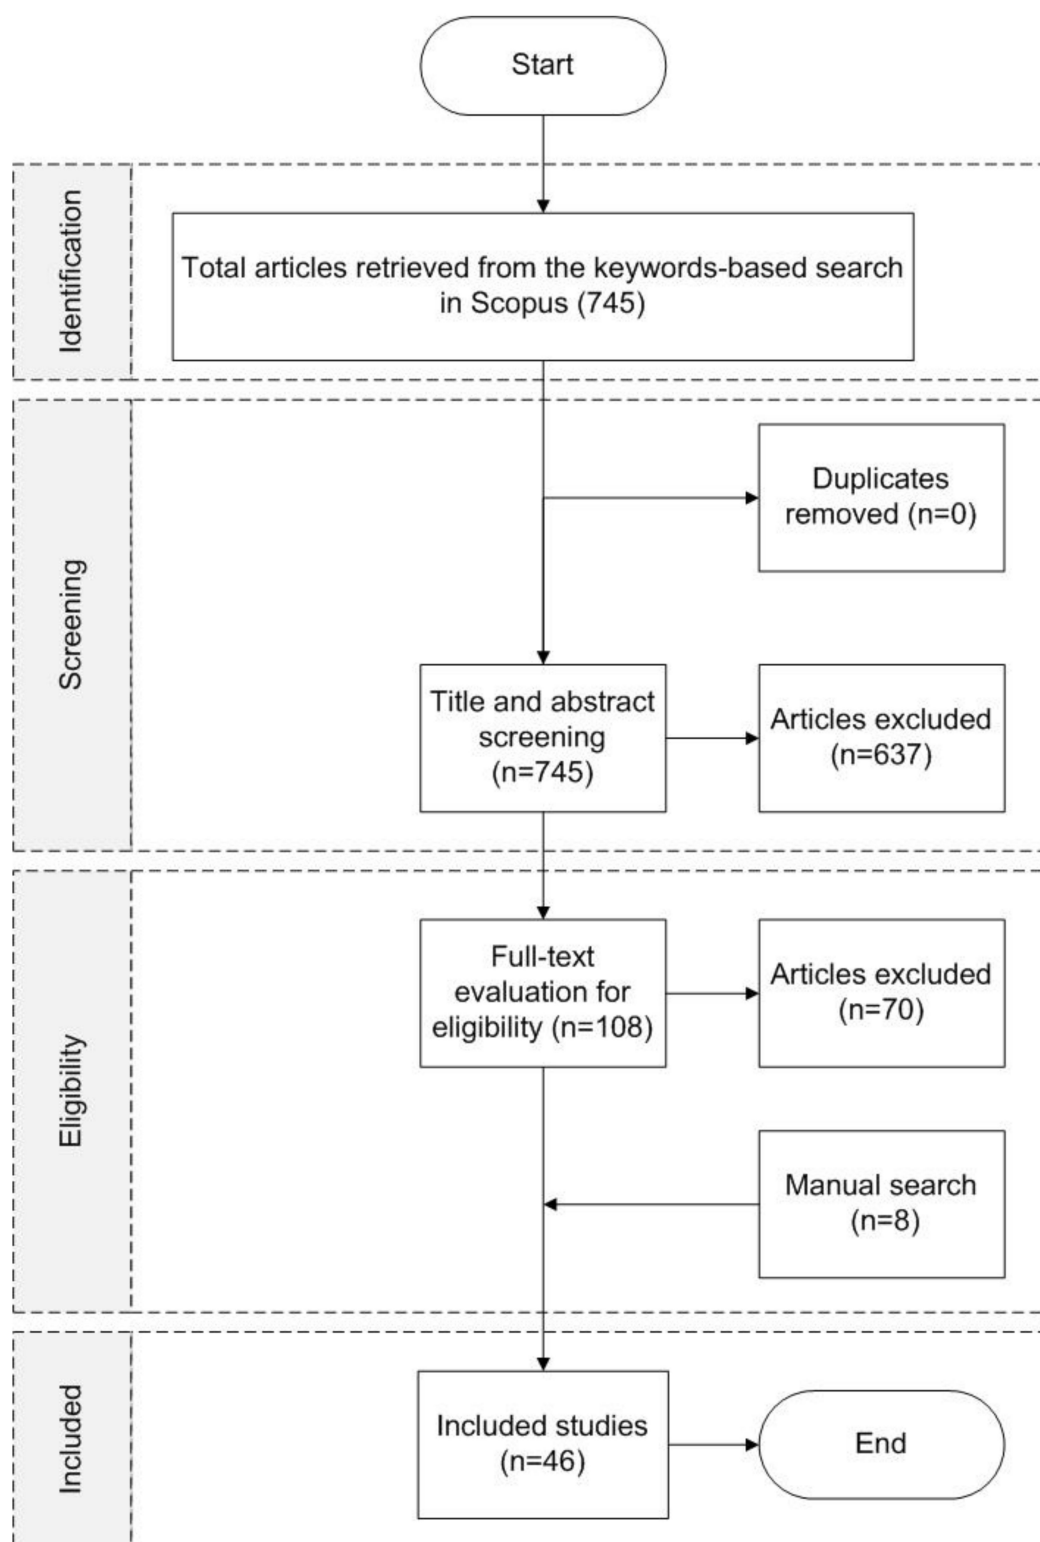 Start
Identification
Total articles retrieved from the keywords-based search
in Scopus (745)
Screening
Duplicates
removed (n=0)
Title and abstract
screening
(n=745)
Articles excluded
(n=637)
Eligibility
Full-text
evaluation for
eligibility (n=108)
Articles excluded
(n=70)
Manual search
(n=8)
Included
Included studies
(n=46)
End